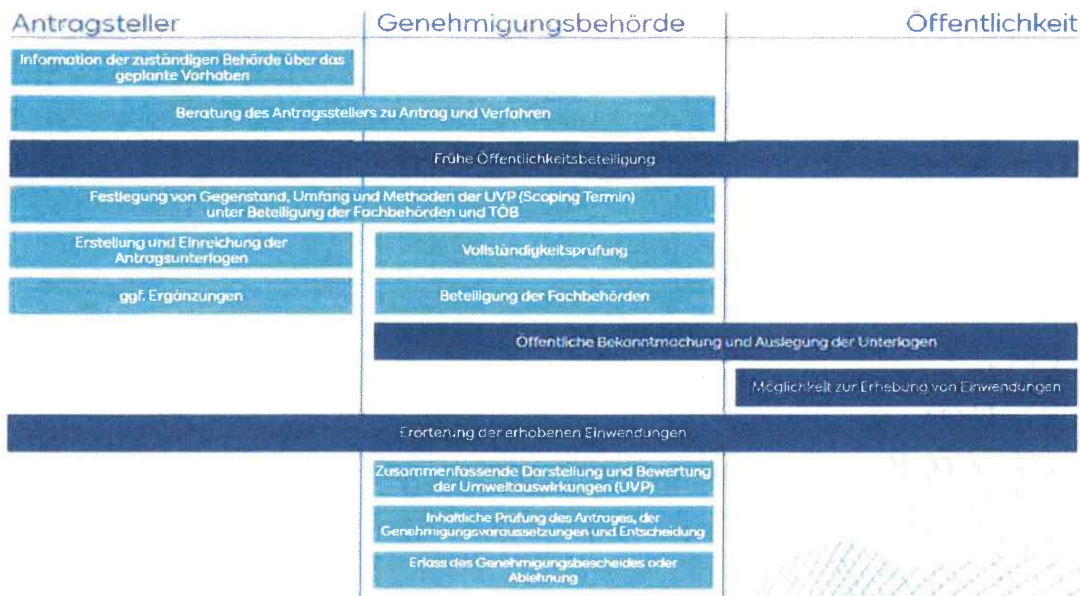 Antragsteller
Genehmigungsbehörde
Öffentlichkeit
Information der zuständigen Behörde über das
geplante Vorhaben
Beratung des Antragsstellers zu Antrag und Verfahren
Frühe Öffentlichkeitsbeteiligung
Festlegung von Gegenstand, Umfang und Methoden der UVP (Scoping Termin)
unter Beteiligung der Fachbehörden und TÖB
Erstellung und Einreichung der
Antragsunterlagen
Vollständigkeitsprüfung
ggf. Ergänzungen
Beteiligung der Fachbehörden
Öffentliche Bekanntmachung und Auslegung der Unterlagen
Möglichkeit zur Erhebung von Einwendungen
Erörterung der erhobenen Einwendungen
Zusammenfassende Darstellung und Bewertung
der Umweltauswirkungen (UVP)
Inhaltliche Prüfung des Antrages, der
Genehmigungsvoraussetzungen und Entscheidung
Erlass des Genehmigungsbescheides oder
Ablehnung